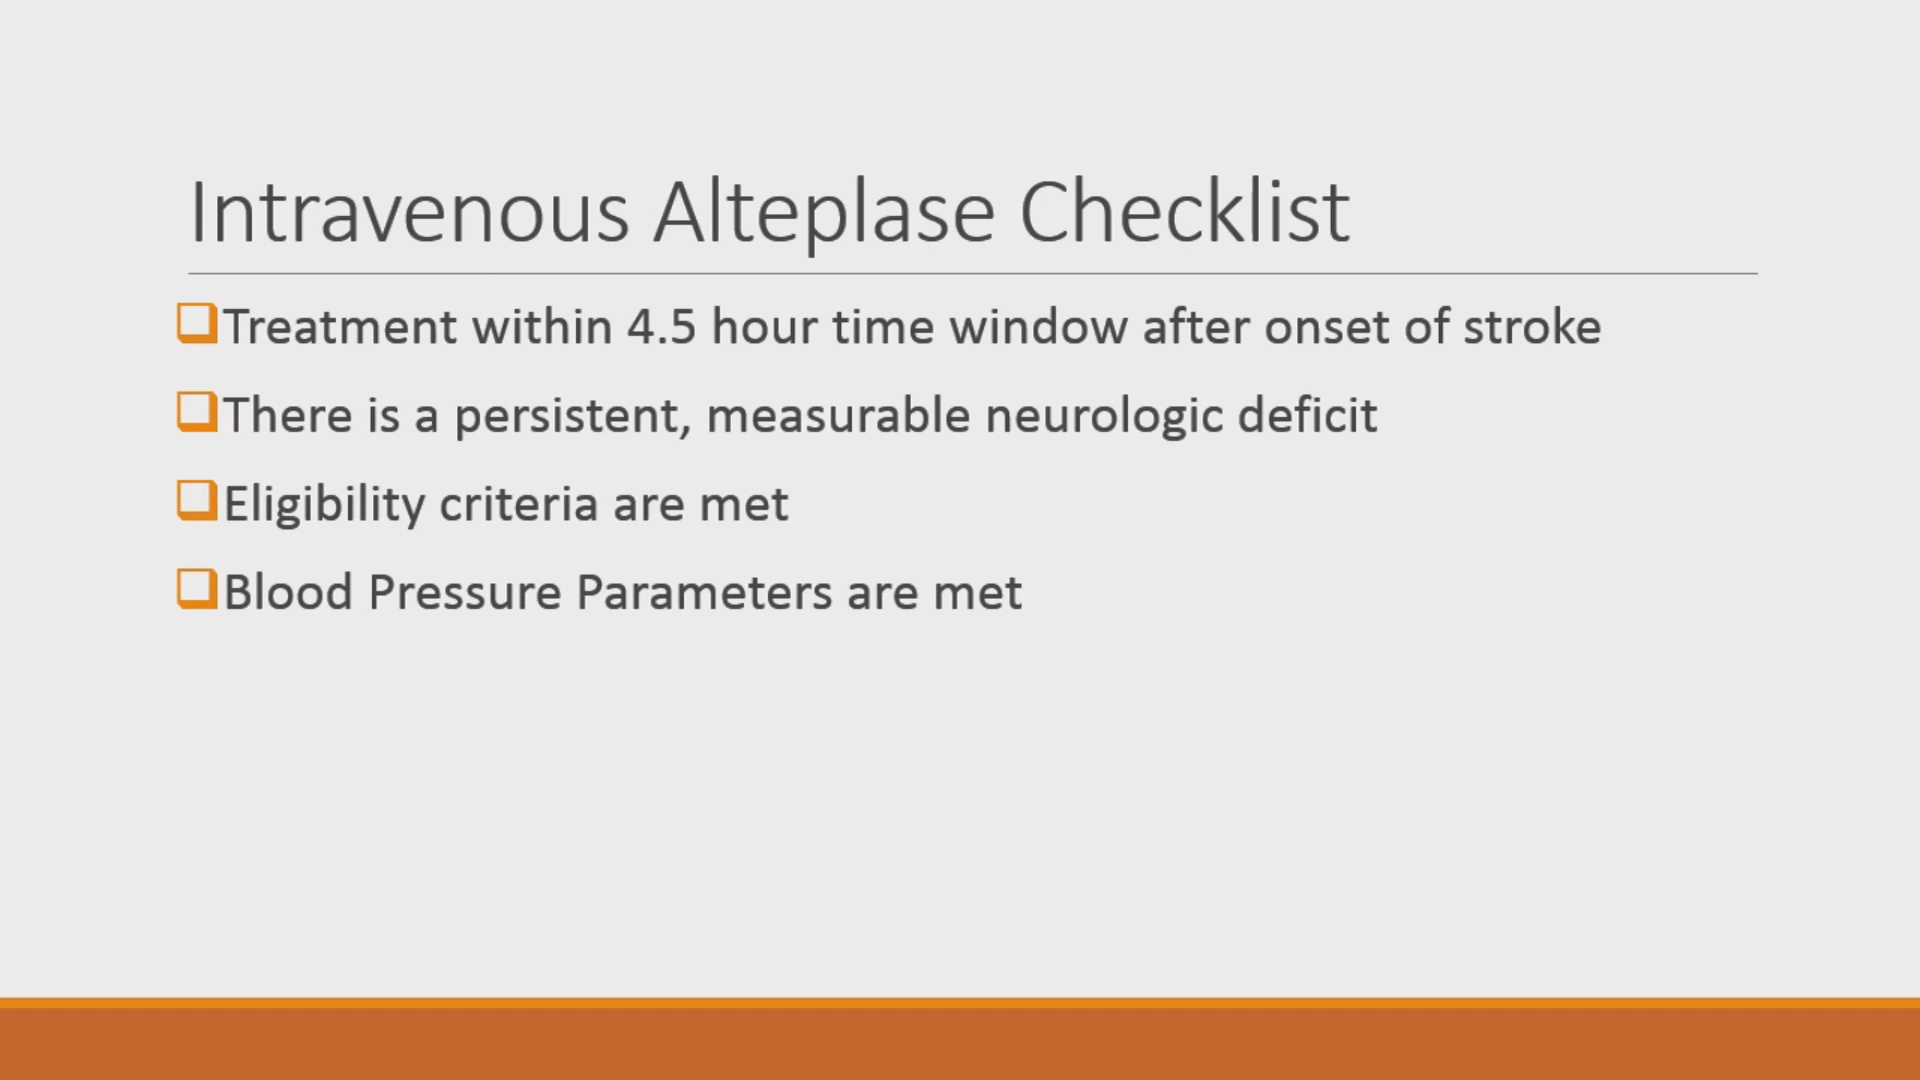 Intravenous Alteplase Checklist
Treatment within 4.5 hour time window after onset of stroke
There is a persistent, measurable neurologic deficit
Eligibility criteria are met
Blood Pressure Parameters are met